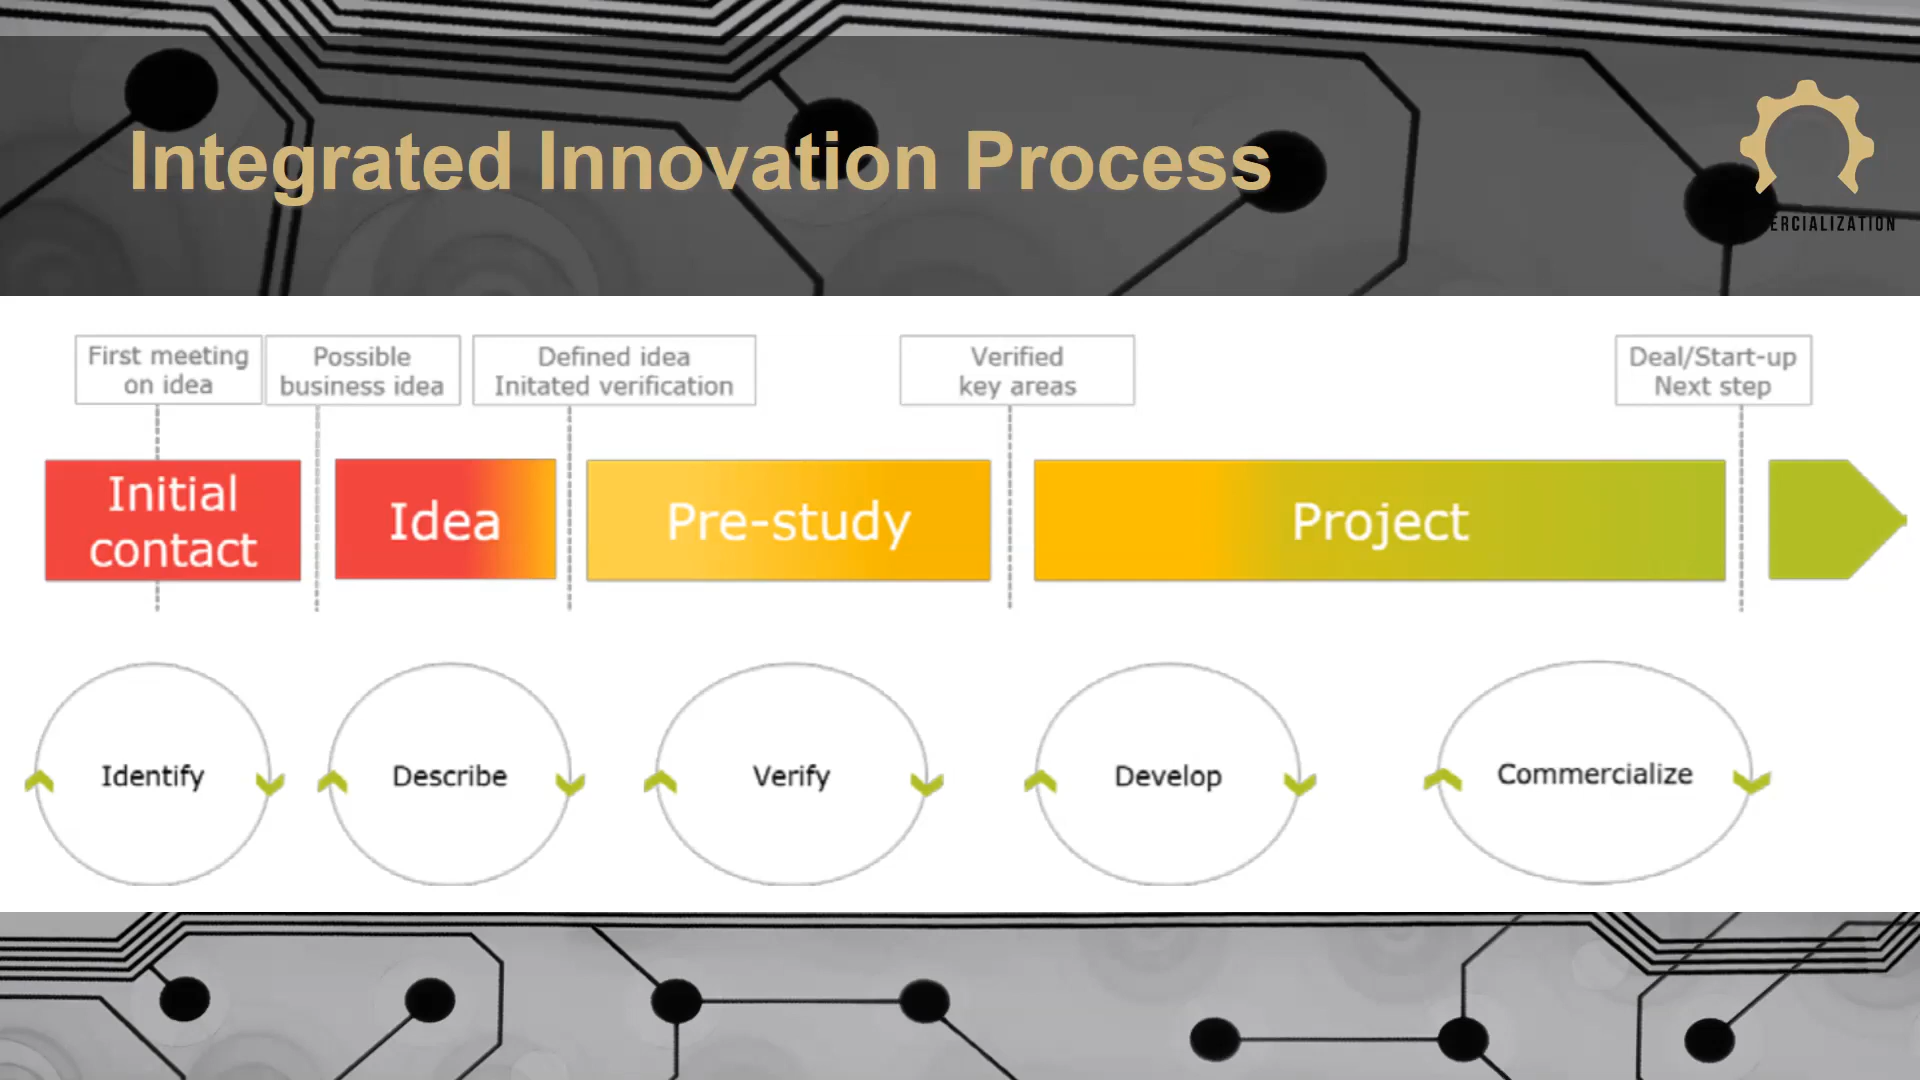 Integrated Innovation Process
ERCIALIZATION
First meeting
on idea
Possible
business idea
Defined idea
Initated verification
Verified
key areas
Deal/Start-up
Next step
Initial
contact
Idea
Pre-study
Project
Identify
Describe
Verify
Develop
Commercialize